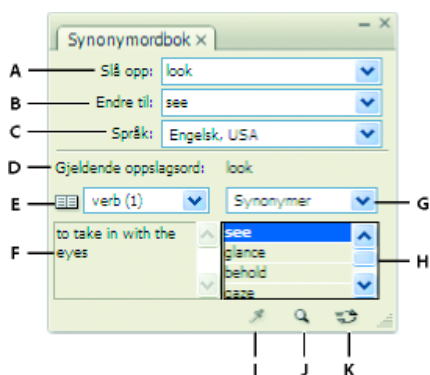 Synonymordbok ×
A Slå opp: look
B Endre til: see
C Språk: Engelsk, USA
D Gjeldende oppslagsord: look
E verb (1) Synonymer G
F to take in with the eyes
see
glance
behold
gaze
H
I J K